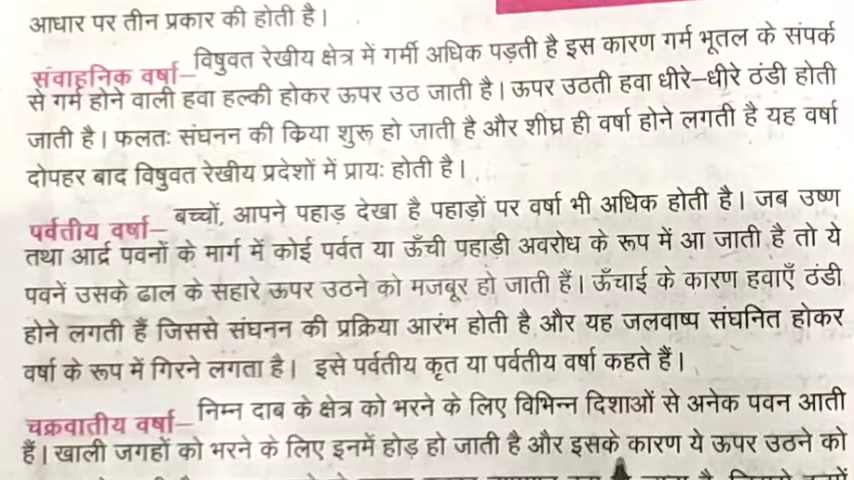 आधार पर तीन प्रकार की होती है।
संवाहनिक वर्षा– विषुवत रेखीय क्षेत्र में गर्मी अधिक पड़ती है इस कारण गर्म भूतल के संपर्क
से गर्म होने वाली हवा हल्की होकर ऊपर उठ जाती है। ऊपर उठती हवा धीरे–धीरे ठंडी होती
जाती है। फलतः संघनन की क्रिया शुरू हो जाती है और शीघ्र ही वर्षा होने लगती है यह वर्षा
दोपहर बाद विषुवत रेखीय प्रदेशों में प्रायः होती है।
पर्वतीय वर्षा– बच्चों, आपने पहाड़ देखा है पहाड़ों पर वर्षा भी अधिक होती है। जब उष्ण
तथा आर्द्र पवनों के मार्ग में कोई पर्वत या ऊँची पहाड़ी अवरोध के रूप में आ जाती है तो ये
पवनें उसके ढाल के सहारे ऊपर उठने को मजबूर हो जाती हैं। ऊँचाई के कारण हवाएँ ठंडी
होने लगती हैं जिससे संघनन की प्रक्रिया आरंभ होती है और यह जलवाष्प संघनित होकर
वर्षा के रूप में गिरने लगता है। इसे पर्वतीय कृत या पर्वतीय वर्षा कहते हैं।
चक्रवातीय वर्षा– निम्न दाब के क्षेत्र को भरने के लिए विभिन्न दिशाओं से अनेक पवन आती
हैं। खाली जगहों को भरने के लिए इनमें होड़ हो जाती है और इसके कारण ये ऊपर उठने को